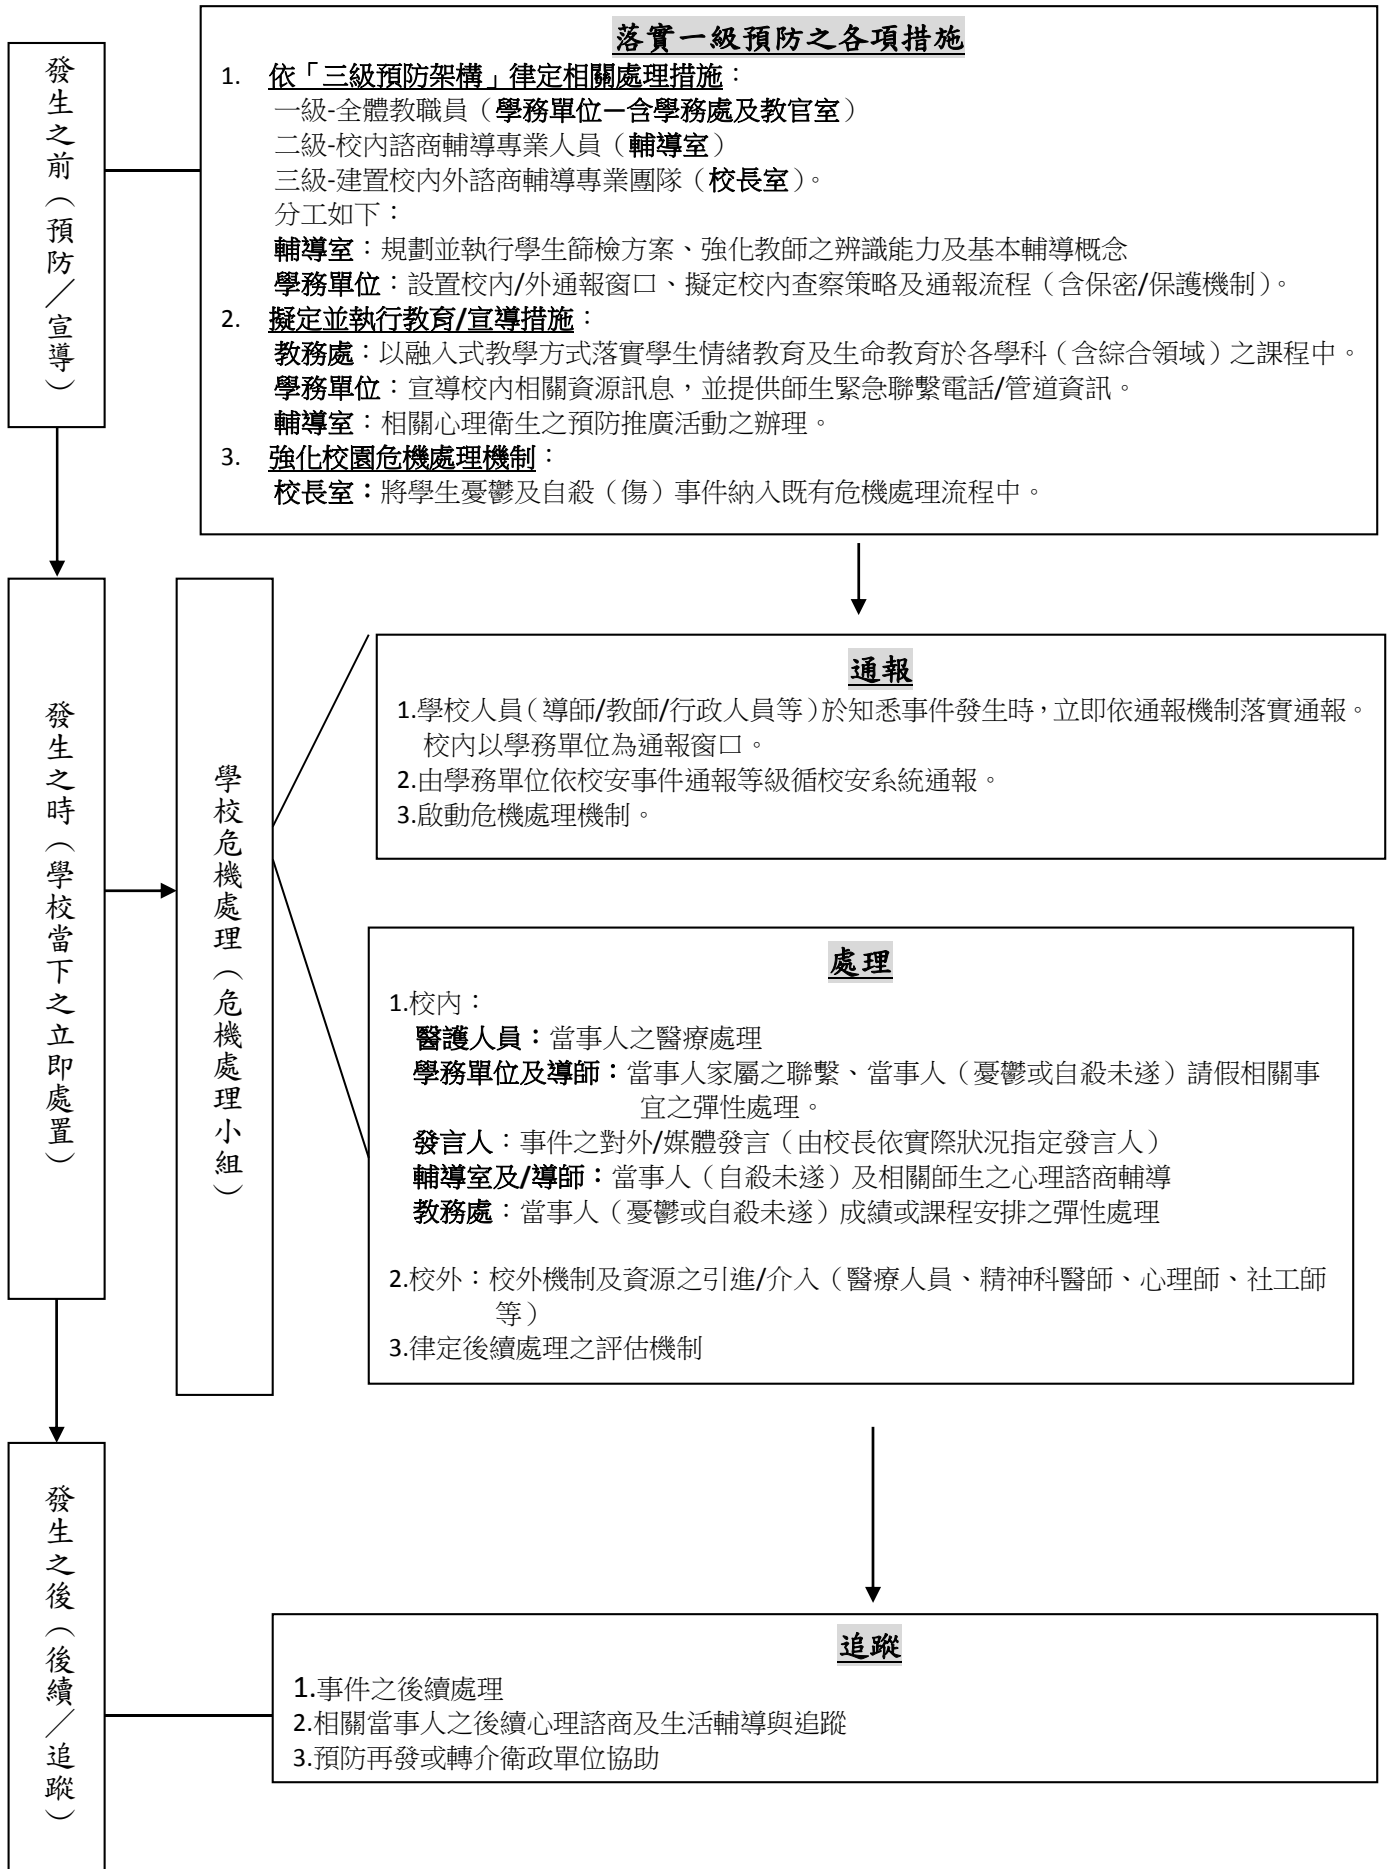 發生之前（預防／宣導）
落實一級預防之各項措施
1. 依「三級預防架構」律定相關處理措施：
一級-全體教職員（學務單位－含學務處及教官室）
二級-校內諮商輔導專業人員（輔導室）
三級-建置校內外諮商輔導專業團隊（校長室）。
分工如下：
輔導室：規劃並執行學生篩檢方案、強化教師之辨識能力及基本輔導概念
學務單位：設置校內/外通報窗口、擬定校內查察策略及通報流程（含保密/保護機制）。
2. 擬定並執行教育/宣導措施：
教務處：以融入式教學方式落實學生情緒教育及生命教育於各學科（含綜合領域）之課程中。
學務單位：宣導校內相關資源訊息，並提供師生緊急聯繫電話/管道資訊。
輔導室：相關心理衛生之預防推廣活動之辦理。
3. 強化校園危機處理機制：
校長室：將學生憂鬱及自殺（傷）事件納入既有危機處理流程中。
發生之時（學校當下之立即處置）
學校危機處理（危機處理小組）
通報
1.學校人員（導師/教師/行政人員等）於知悉事件發生時，立即依通報機制落實通報。
校內以學務單位為通報窗口。
2.由學務單位依校安事件通報等級循校安系統通報。
3.啟動危機處理機制。
處理
1.校內：
醫護人員：當事人之醫療處理
學務單位及導師：當事人家屬之聯繫、當事人（憂鬱或自殺未遂）請假相關事
宜之彈性處理。
發言人：事件之對外/媒體發言（由校長依實際狀況指定發言人）
輔導室及/導師：當事人（自殺未遂）及相關師生之心理諮商輔導
教務處：當事人（憂鬱或自殺未遂）成績或課程安排之彈性處理
2.校外：校外機制及資源之引進/介入（醫療人員、精神科醫師、心理師、社工師
等）
3.律定後續處理之評估機制
發生之後（後續／追蹤）
追蹤
1.事件之後續處理
2.相關當事人之後續心理諮商及生活輔導與追蹤
3.預防再發或轉介衛政單位協助